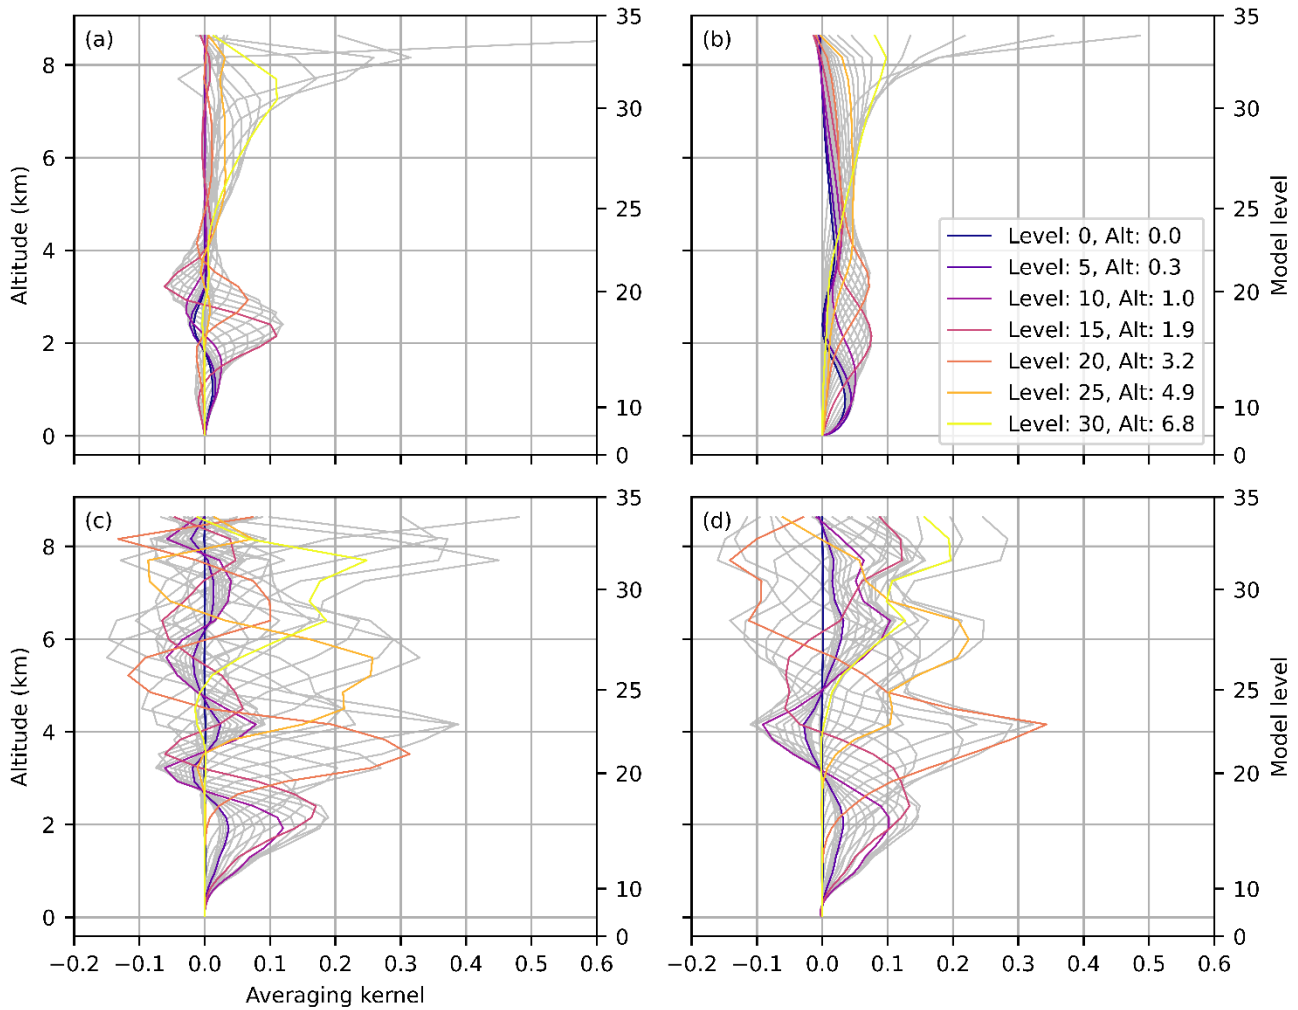 (a)
35
30
25
20
10
0
8
6
4
2
0
Altitude (km)
(b)
35
30
25
20
10
0
Model level
Level: 0, Alt: 0.0
Level: 5, Alt: 0.3
Level: 10, Alt: 1.0
Level: 15, Alt: 1.9
Level: 20, Alt: 3.2
Level: 25, Alt: 4.9
Level: 30, Alt: 6.8
(c)
35
30
25
20
10
0
8
6
4
2
0
Altitude (km)
−0.2 −0.1 0.0 0.1 0.2 0.3 0.4 0.5 0.6
Averaging kernel
(d)
35
30
25
20
10
0
Model level
−0.2 −0.1 0.0 0.1 0.2 0.3 0.4 0.5 0.6